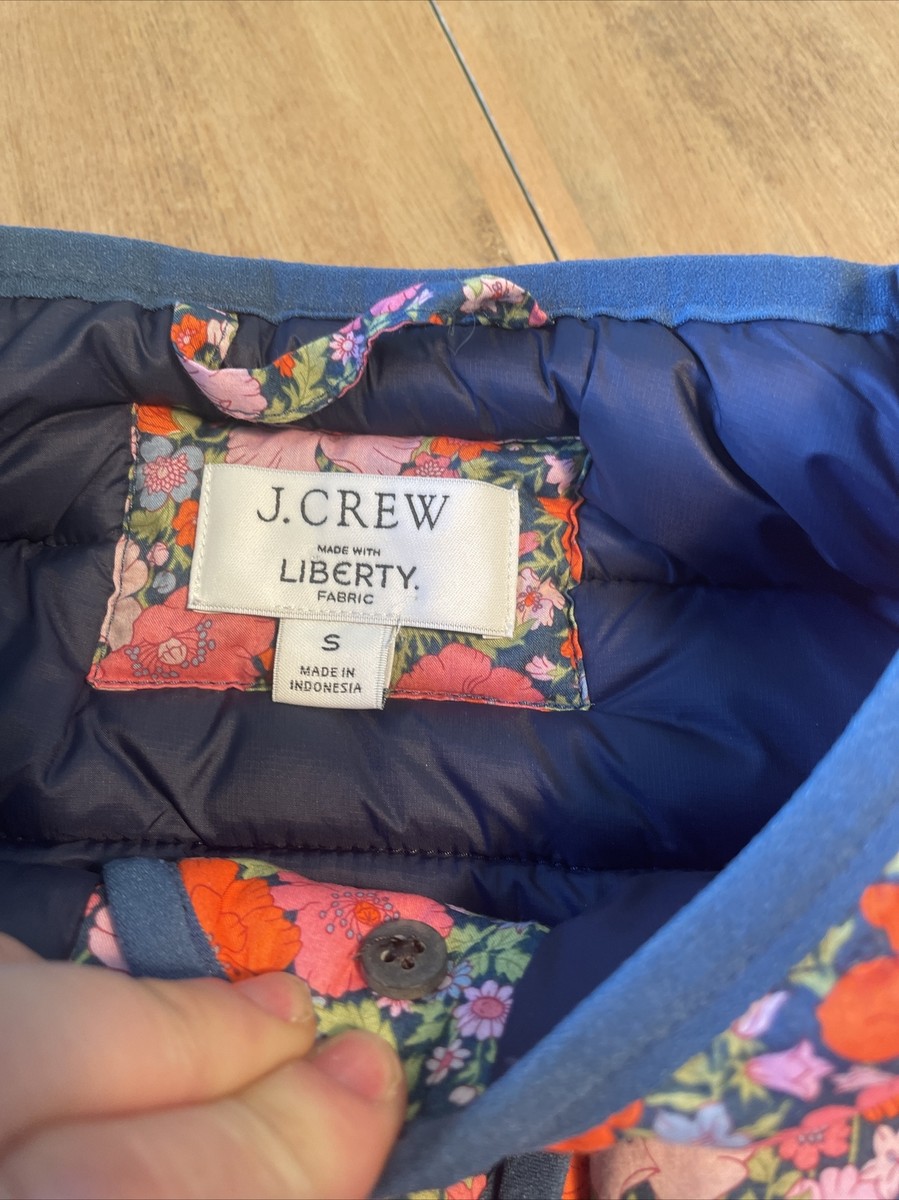 J.CREW
MADE WITH
LIBERTY.
FABRIC
S
MADE IN
INDONESIA